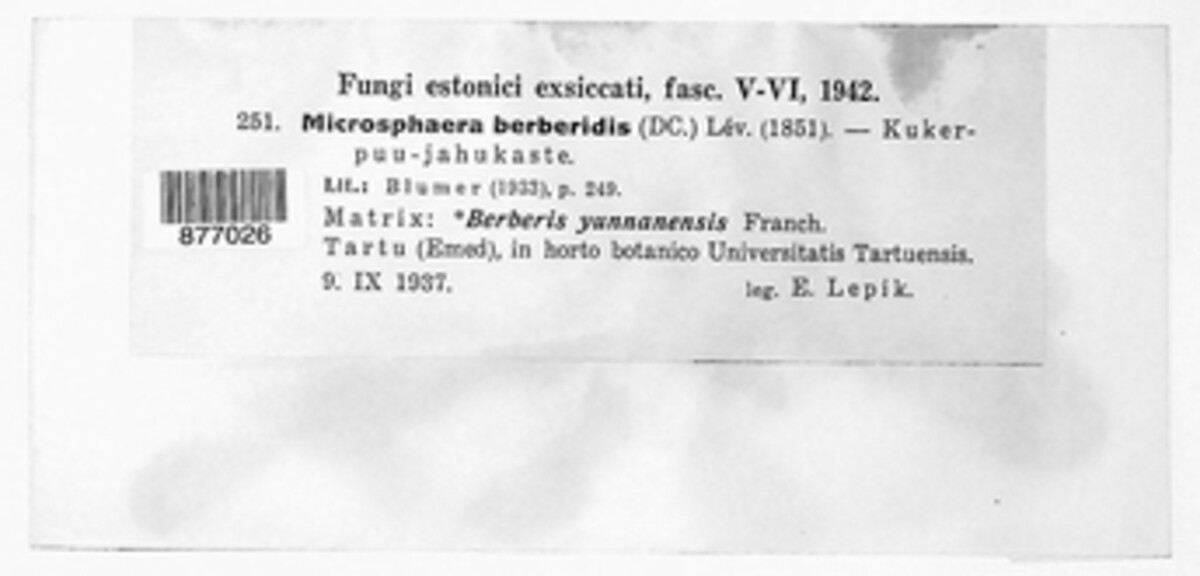 Fungi estonici exsiccati, fasc. V-VI, 1942.
251. Microsphaera berberidis (DC.) Lév. (1851). — Kuker-
puu-jahukaste.
Lit.: Blumer (1933), p. 249.
Matrix: *Berberis yunnanensis Franch.
Tartu (Emed), in horto botanico Universitatis Tartuensis.
9. IX 1937. leg. E. Lepik.
877026